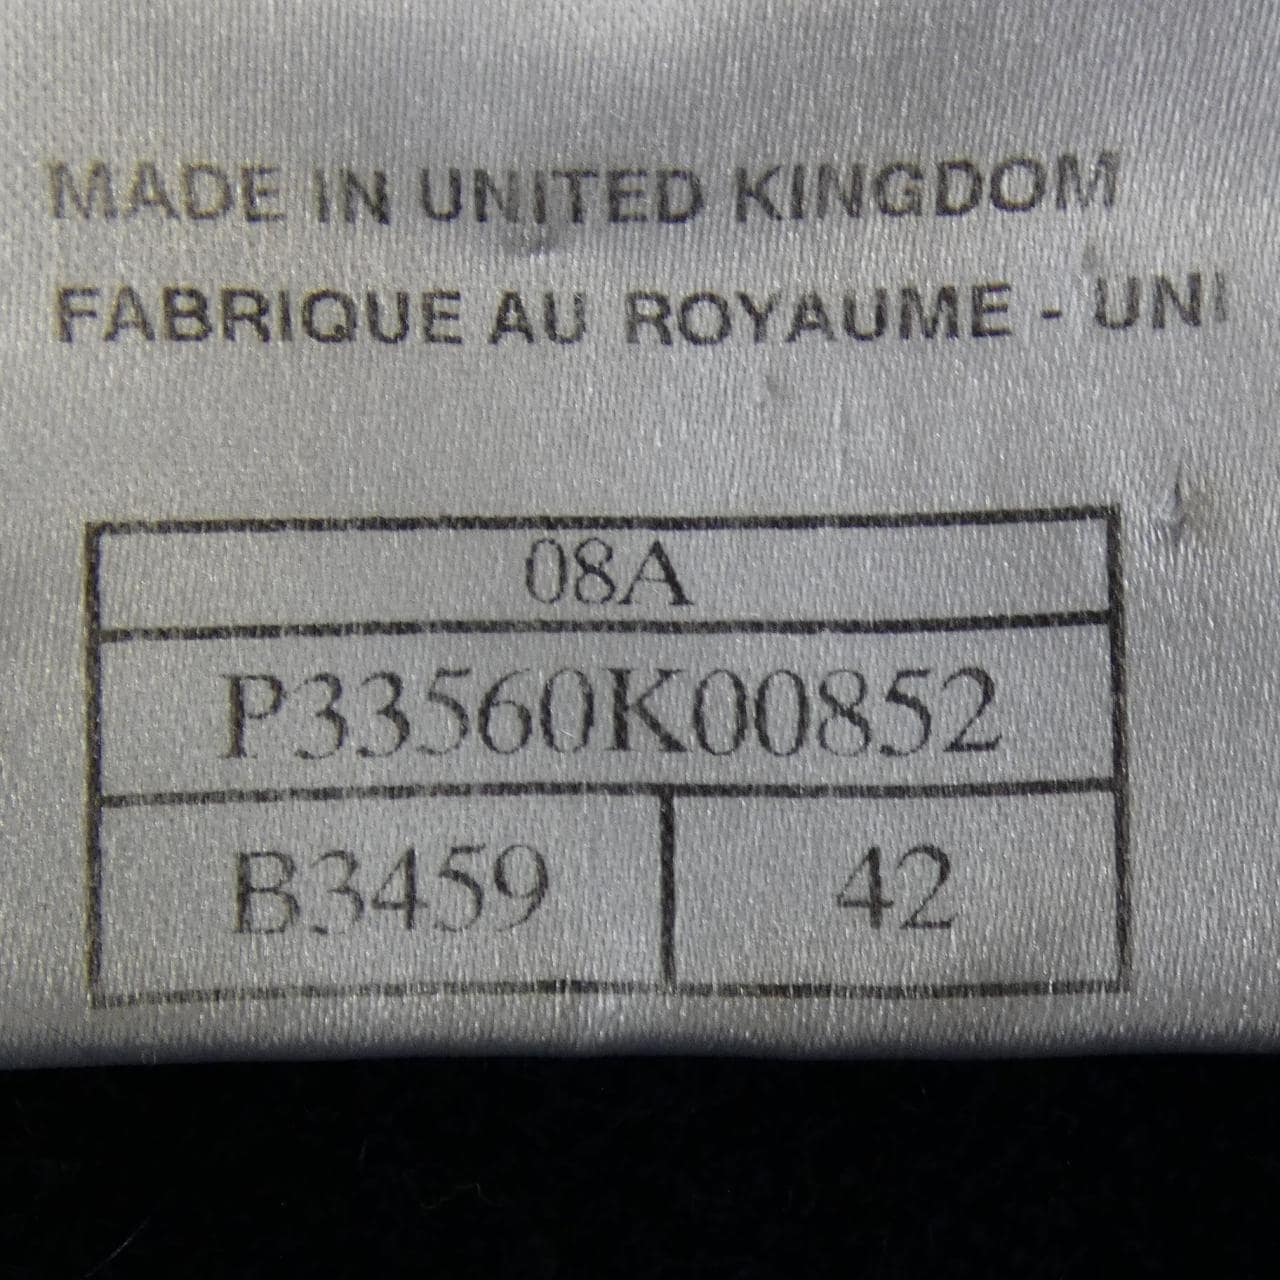 MADE IN UNITED KINGDOM
FABRIQUE AU ROYAUME - UNI
08A
P33560K00852
B3459 42